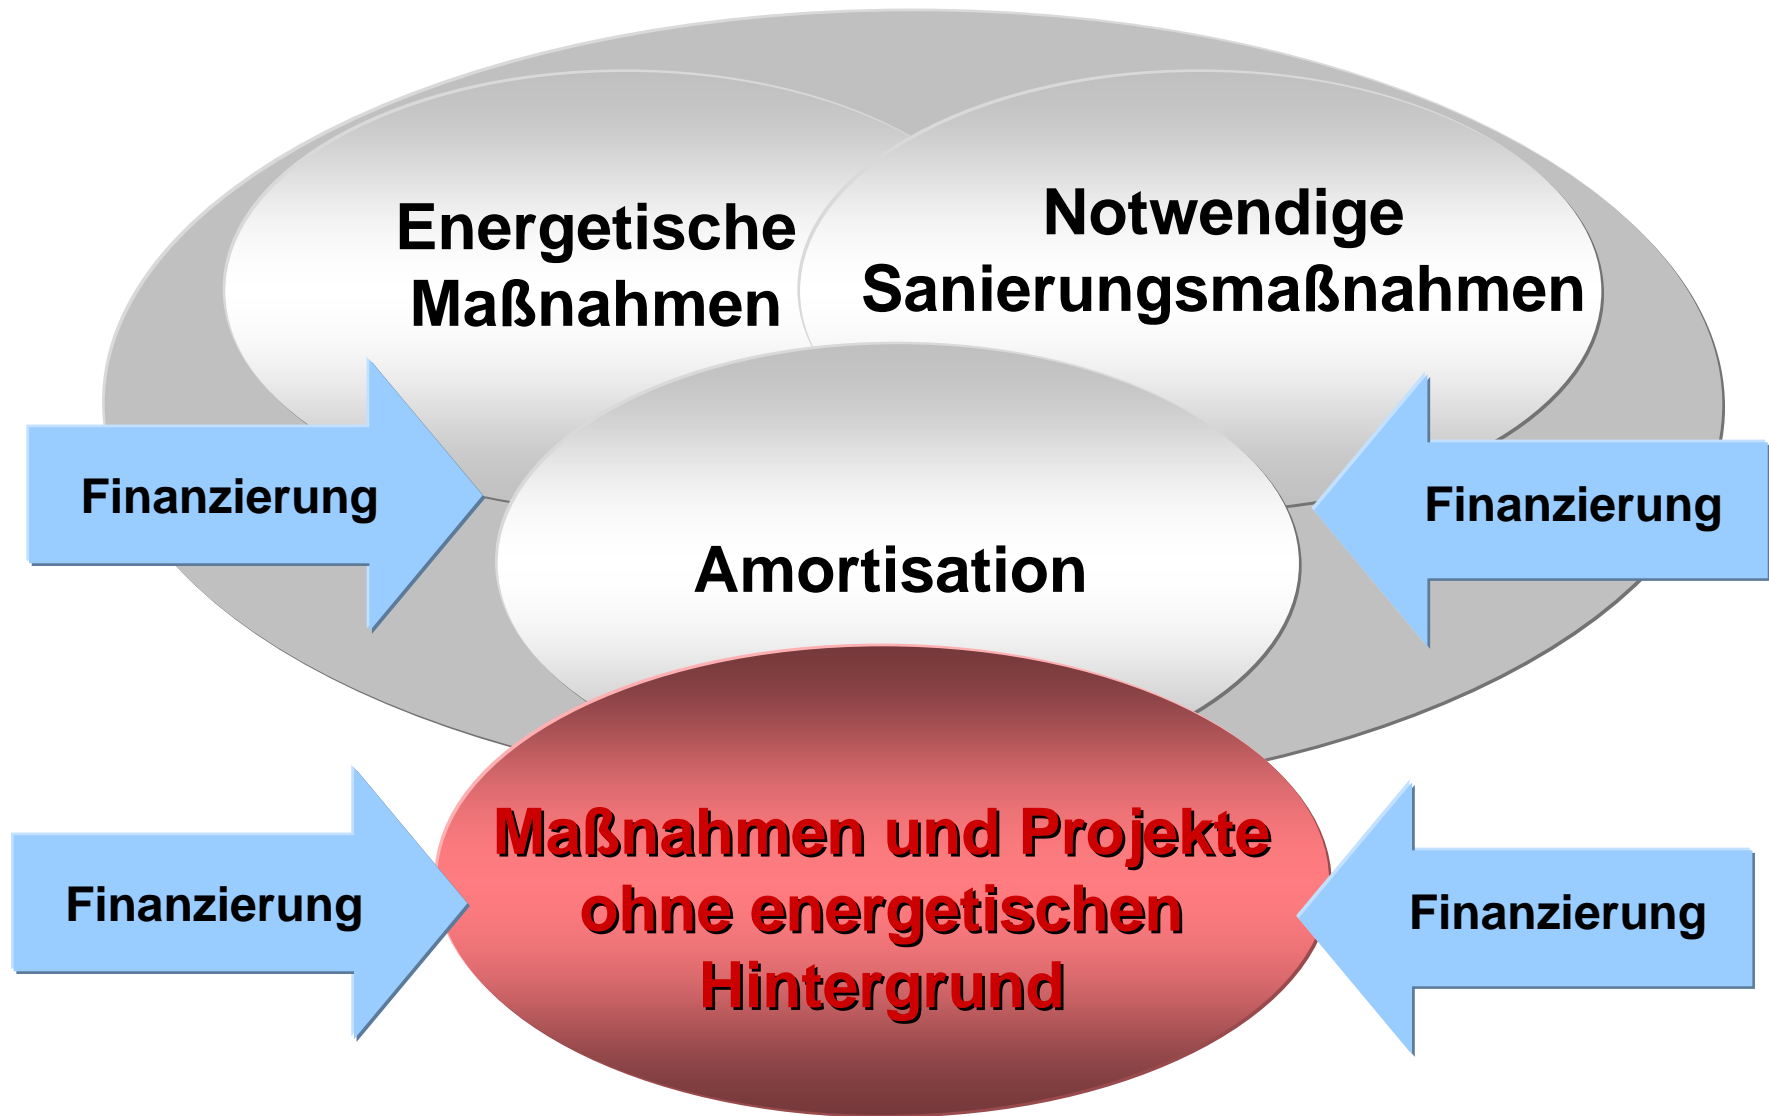 Energetische
Maßnahmen
Notwendige
Sanierungsmaßnahmen
Finanzierung
Finanzierung
Amortisation
Maßnahmen und Projekte
ohne energetischen
Hintergrund
Finanzierung
Finanzierung